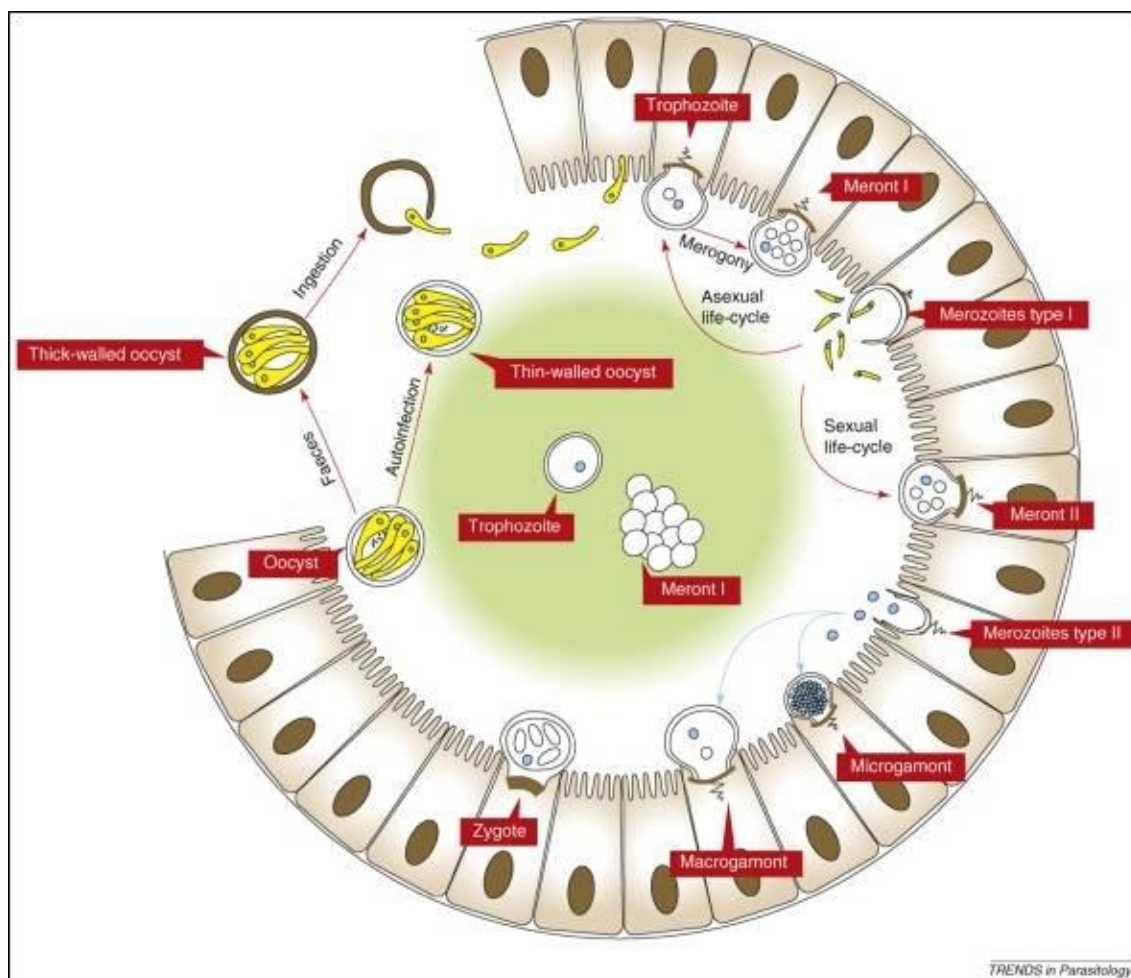 Trophozoite
Meront I
Merogony
Ingestion
Asexual
life-cycle
Merozoites type I
Thick-walled oocyst
Thin-walled oocyst
Sexual
life-cycle
Faeces
Autoinfection
Trophozoite
Meront II
Oocyst
Meront I
Merozoites type II
Microgamont
Zygote
Macrogamont
TRENDS in Parasitology